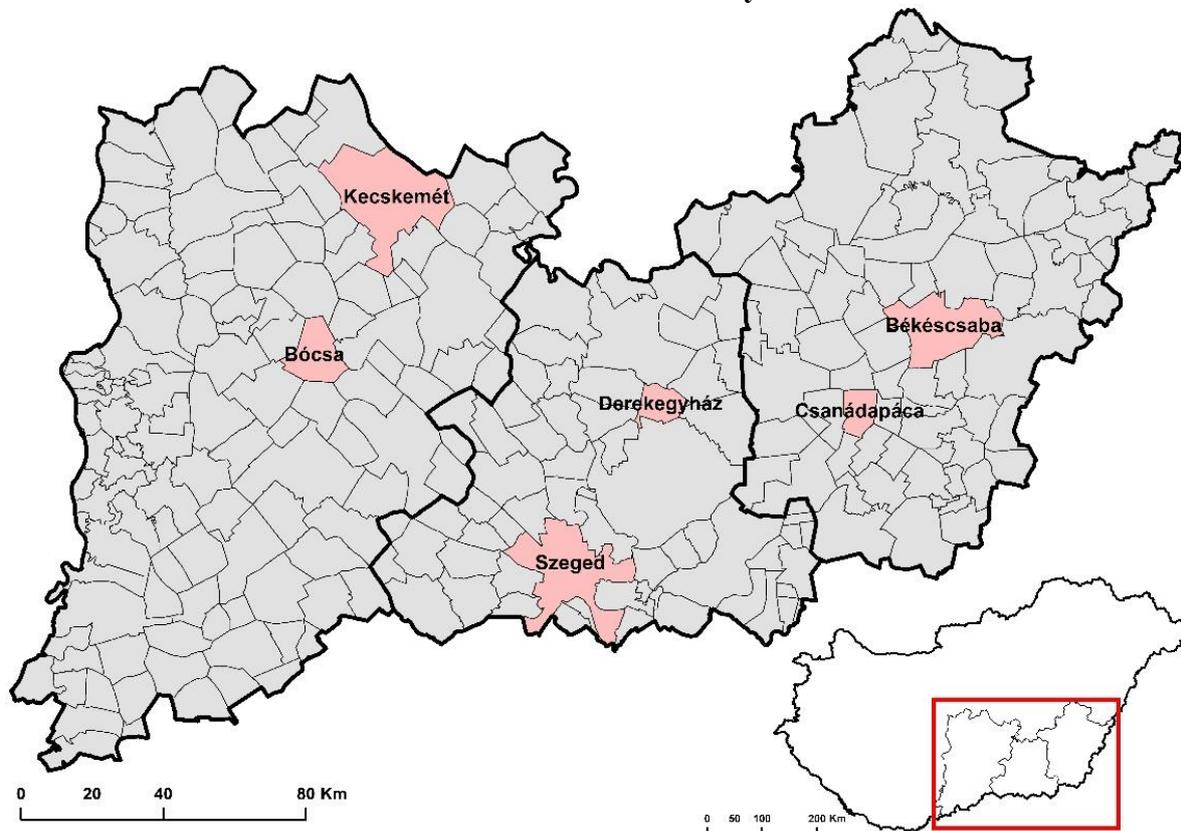 Kecskemét
Békéscsaba
Bócsa
Derekegyház
Csanádapáca
Szeged
0 20 40 80 Km
0 50 100 200 Km